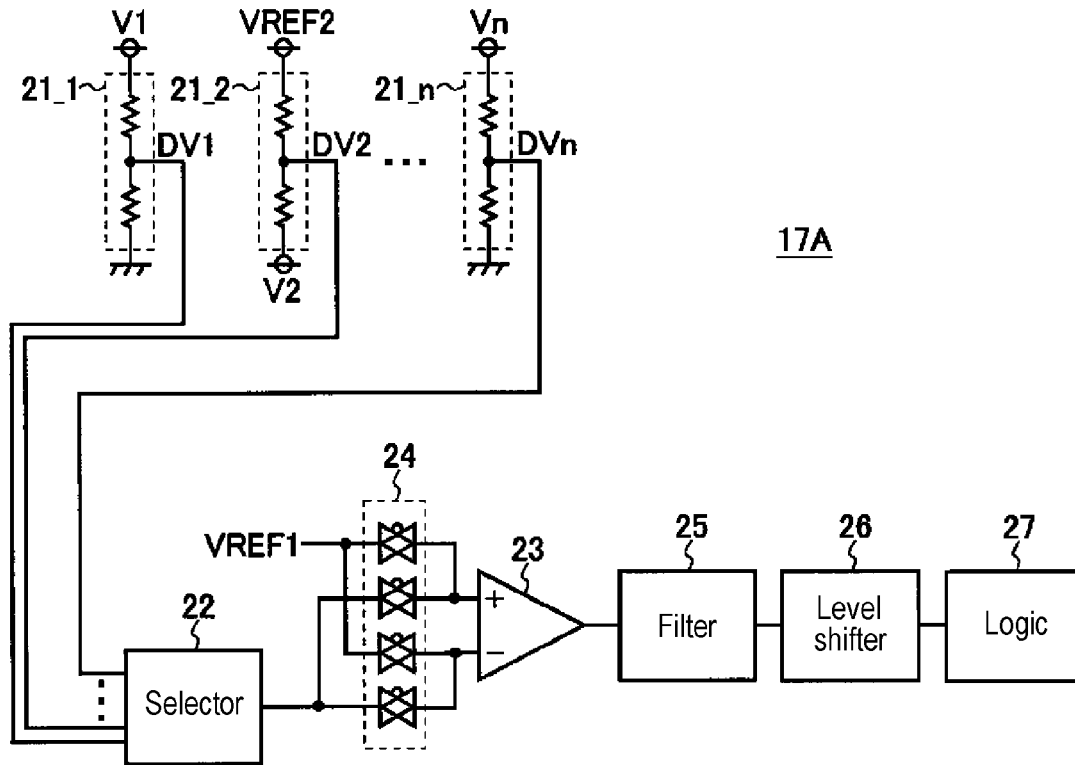 V1 VREF2 Vn
21_1 21_2 21_n
DV1 DV2 ... DVn
V2
17A
24
VREF1
23 25 26 27
22
+
−
Selector
Filter
Level
shifter
Logic